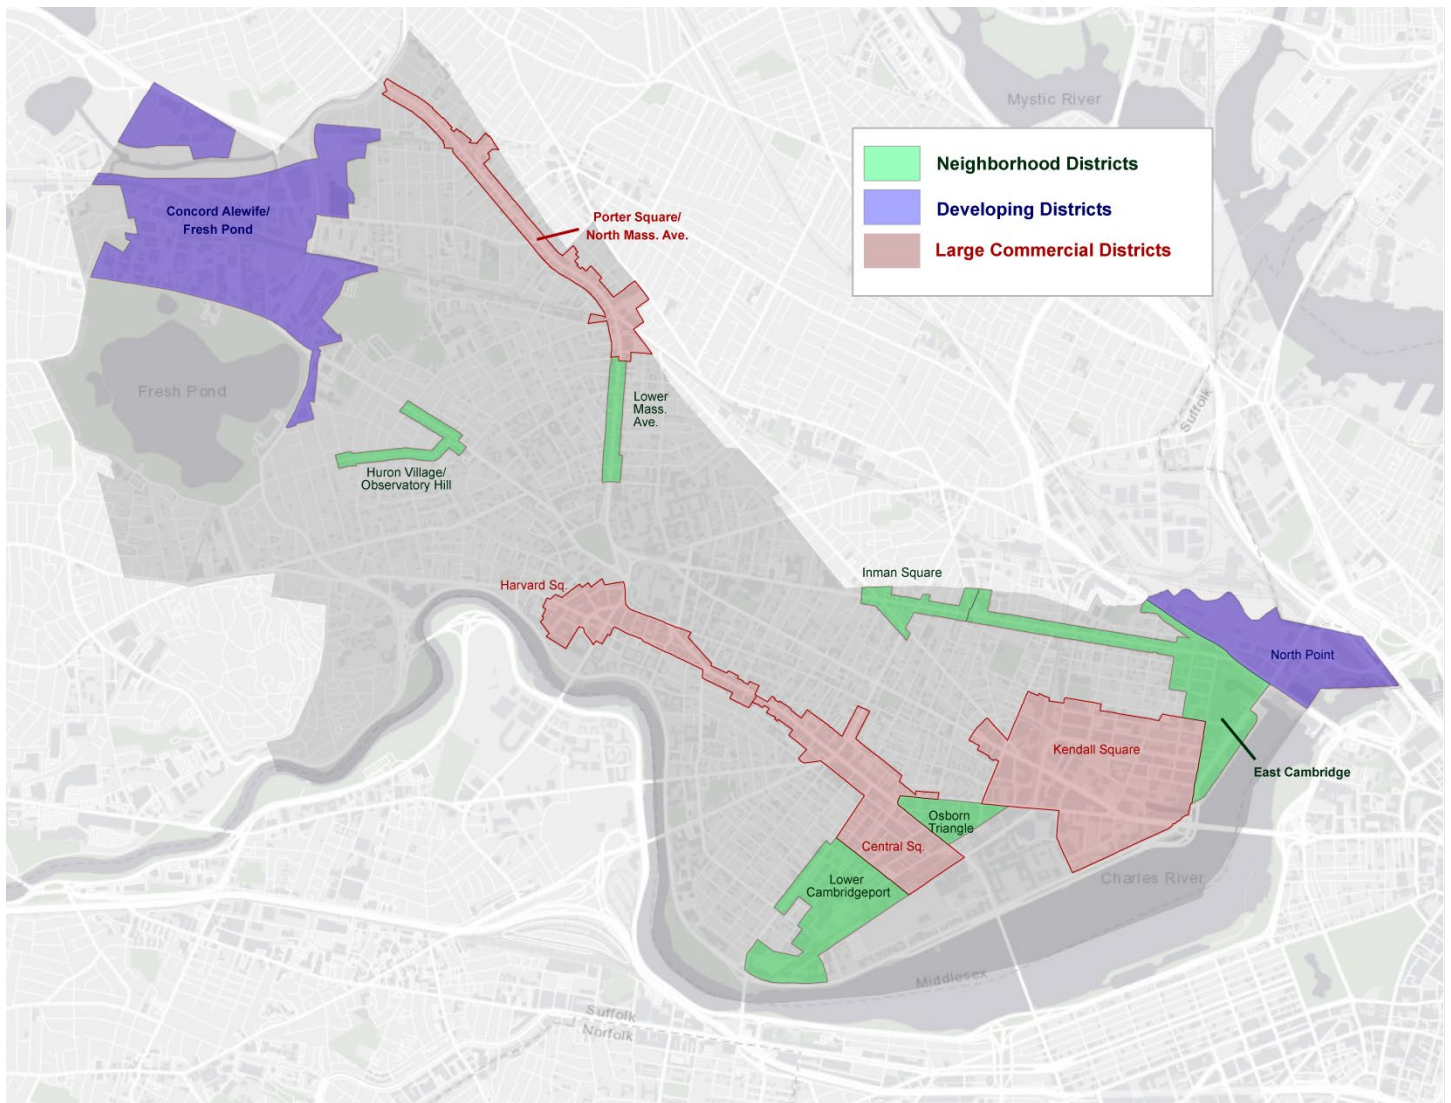 Mystic River
Neighborhood Districts
Developing Districts
Large Commercial Districts
Concord Alewife/
Fresh Pond
Porter Square/
North Mass. Ave.
Fresh Pond
Lower
Mass.
Ave.
Suffolk
Huron Village/
Observatory Hill
Inman Square
Harvard Sq.
North Point
Kendall Square
East Cambridge
Osborn
Triangle
Central Sq.
Lower
Cambridgeport
Charles River
Middlesex
Suffolk
Norfolk